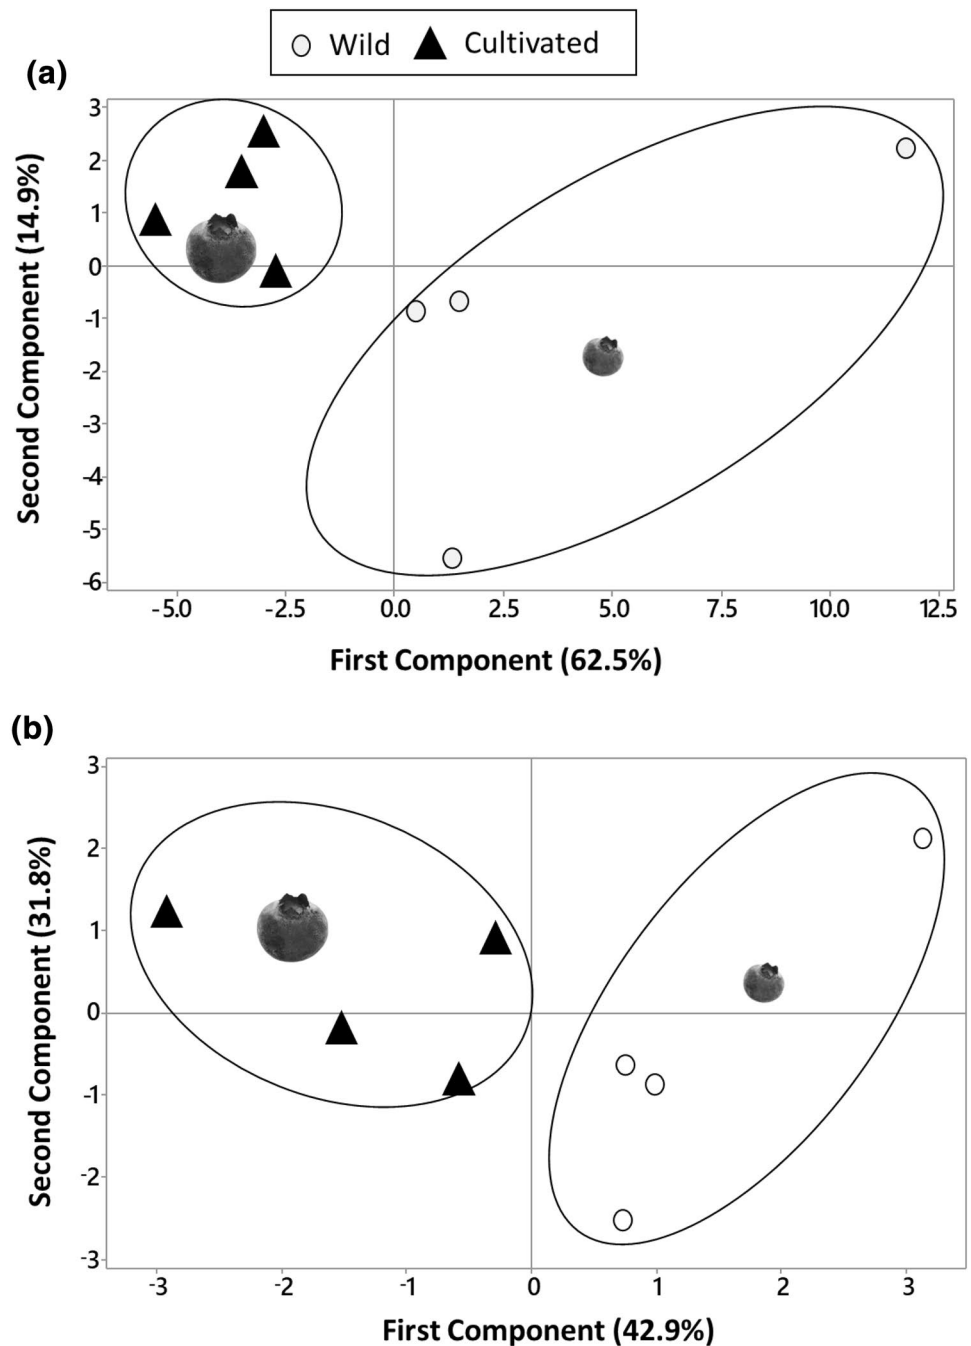 Wild Cultivated
(a)
Second Component (14.9%)
3
2
1
0
-1
-2
-3
-4
-5
-6
-5.0 -2.5 0.0 2.5 5.0 7.5 10.0 12.5
First Component (62.5%)
(b)
Second Component (31.8%)
3
2
1
0
-1
-2
-3
-3 -2 -1 0 1 2 3
First Component (42.9%)